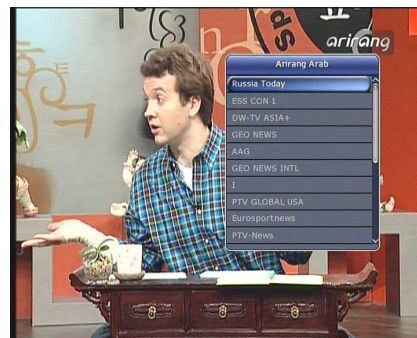 arirang
Arirang Arab
Russia Today
ESS CON 1
DW-TV ASIA+
GEO NEWS
AAG
GEO NEWS INTL
I
PTV GLOBAL USA
Eurosportnews
PTV-News